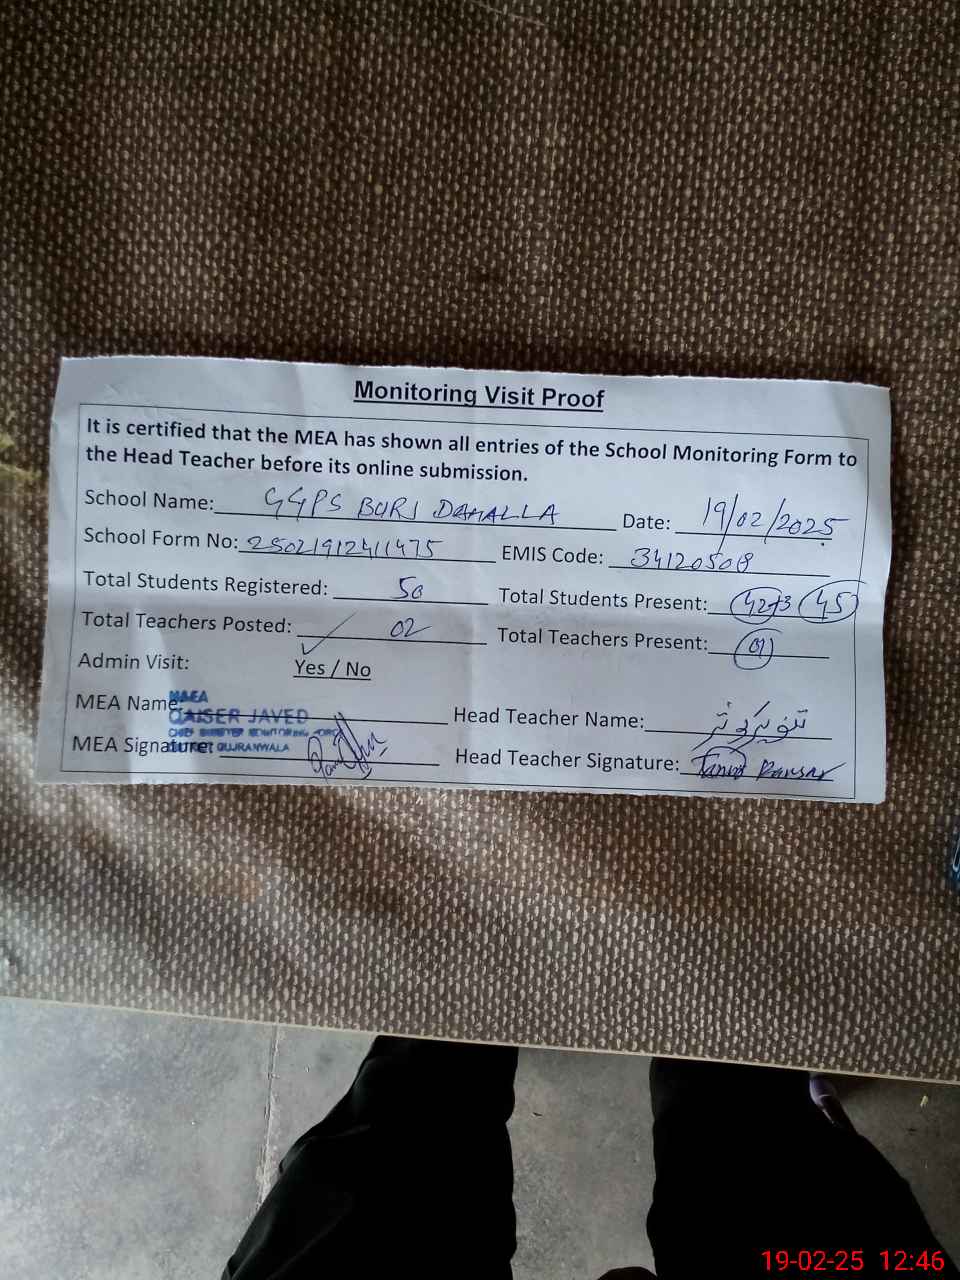 Monitoring Visit Proof
It is certified that the MEA has shown all entries of the School Monitoring Form to
the Head Teacher before its online submission.
School Name: GGPS BURJ DAHALLA Date: 19/02/2025
School Form No: 25021912411475 EMIS Code: 34120508
Total Students Registered: 50 Total Students Present: 42+3 45
Total Teachers Posted: 02 Total Teachers Present: 01
Admin Visit: Yes / No
MEA
MEA Name: QAISER JAVED Head Teacher Name:
MEA Signature: GUJRANWALA Head Teacher Signature:
19-02-25 12:46